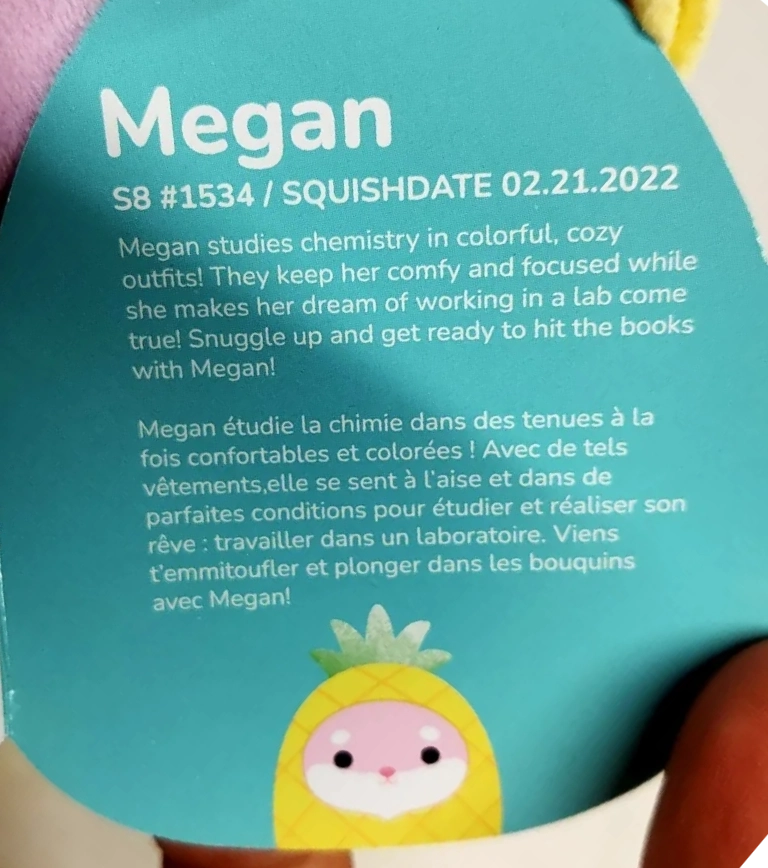 Megan
S8 #1534 / SQUISHDATE 02.21.2022
Megan studies chemistry in colorful, cozy
outfits! They keep her comfy and focused while
she makes her dream of working in a lab come
true! Snuggle up and get ready to hit the books
with Megan!
Megan étudie la chimie dans des tenues à la
fois confortables et colorées ! Avec de tels
vêtements,elle se sent à l'aise et dans de
parfaites conditions pour étudier et réaliser son
rêve : travailler dans un laboratoire. Viens
t'emmitoufler et plonger dans les bouquins
avec Megan!